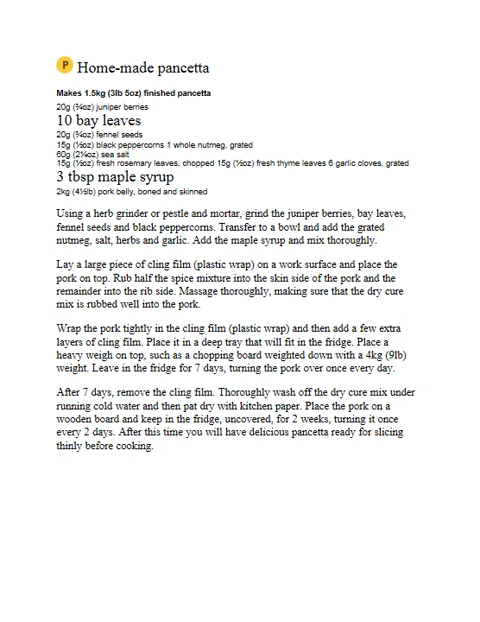 P Home-made pancetta
Makes 1.5kg (3lb 5oz) finished pancetta
20g (¾oz) juniper berries
10 bay leaves
20g (¾oz) fennel seeds
15g (½oz) black peppercorns 1 whole nutmeg, grated
60g (2¼oz) sea salt
15g (½oz) fresh rosemary leaves, chopped 15g (½oz) fresh thyme leaves 6 garlic cloves, grated
3 tbsp maple syrup
2kg (4½lb) pork belly, boned and skinned
Using a herb grinder or pestle and mortar, grind the juniper berries, bay leaves,
fennel seeds and black peppercorns. Transfer to a bowl and add the grated
nutmeg, salt, herbs and garlic. Add the maple syrup and mix thoroughly.
Lay a large piece of cling film (plastic wrap) on a work surface and place the
pork on top. Rub half the spice mixture into the skin side of the pork and the
remainder into the rib side. Massage thoroughly, making sure that the dry cure
mix is rubbed well into the pork.
Wrap the pork tightly in the cling film (plastic wrap) and then add a few extra
layers of cling film. Place it in a deep tray that will fit in the fridge. Place a
heavy weigh on top, such as a chopping board weighted down with a 4kg (9lb)
weight. Leave in the fridge for 7 days, turning the pork over once every day.
After 7 days, remove the cling film. Thoroughly wash off the dry cure mix under
running cold water and then pat dry with kitchen paper. Place the pork on a
wooden board and keep in the fridge, uncovered, for 2 weeks, turning it once
every 2 days. After this time you will have delicious pancetta ready for slicing
thinly before cooking.